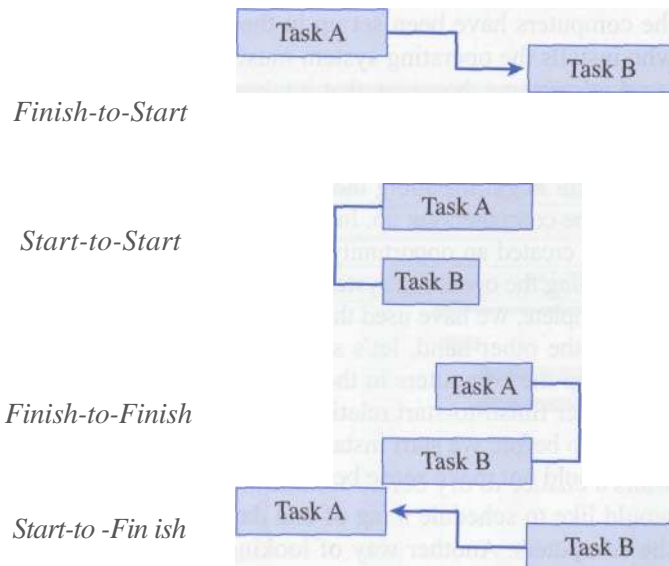 Task A
Task B
Finish-to-Start
Task A
Start-to-Start
Task B
Task A
Finish-to-Finish
Task B
Task A
Start-to -Fin ish
Task B